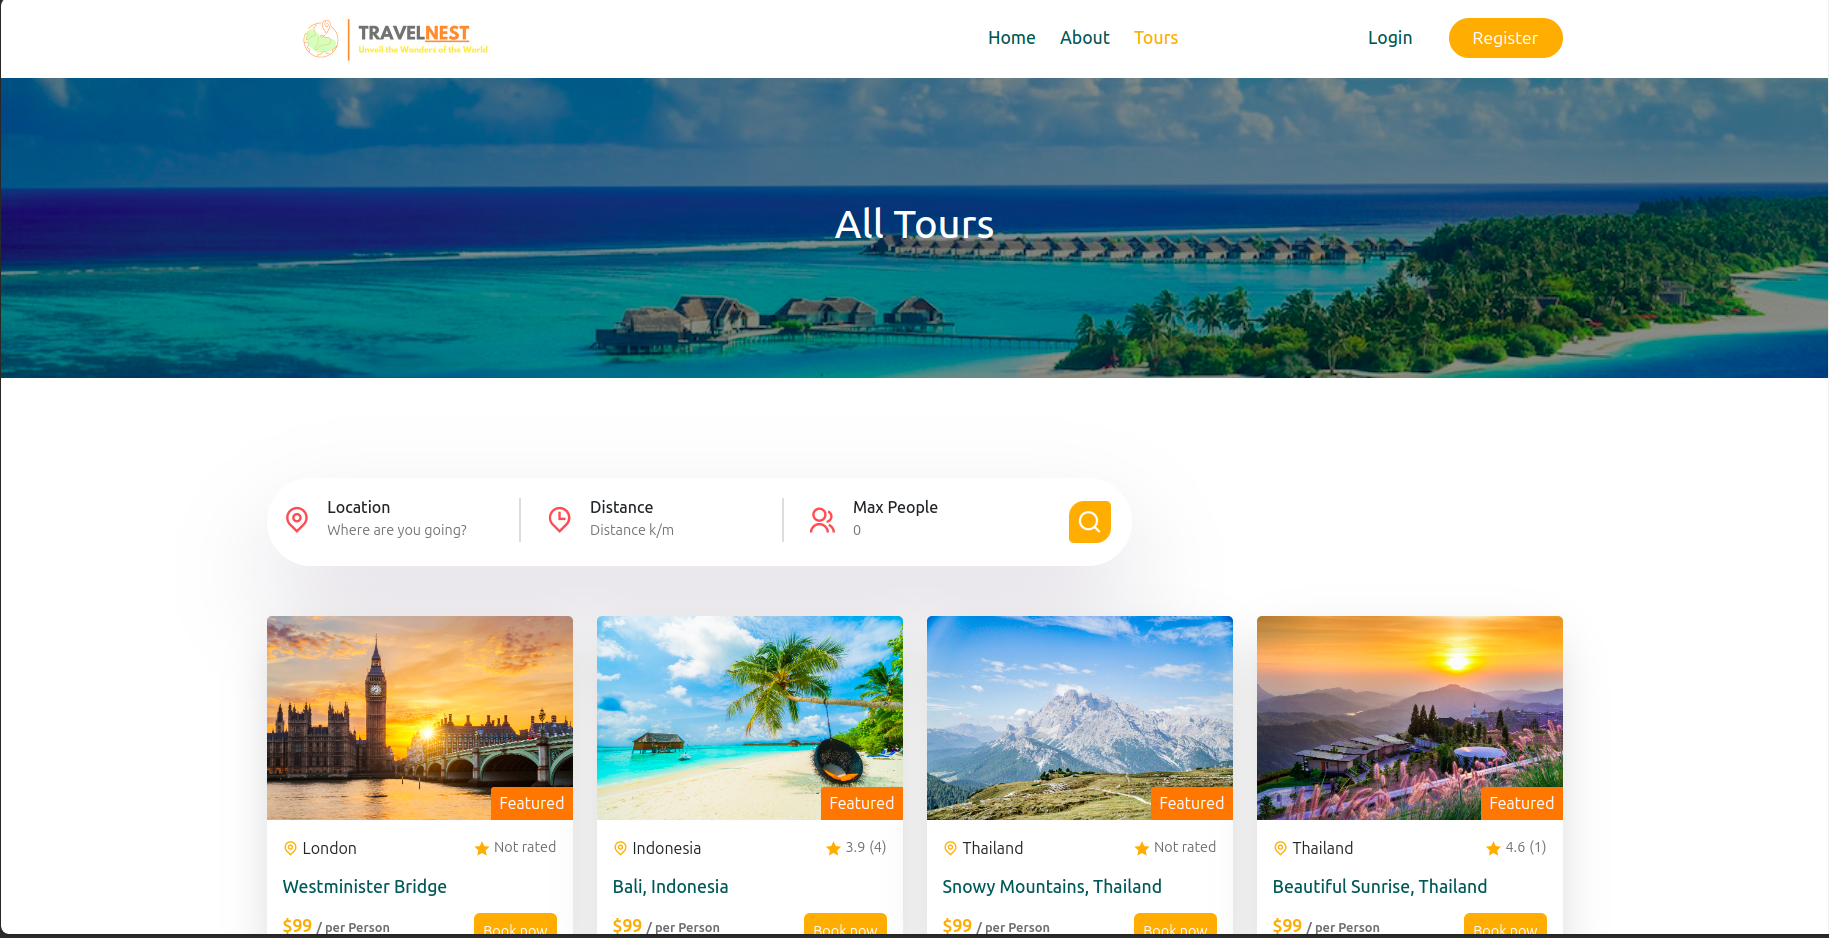 TRAVELNEST
Unveil the Wonders of the World
Home About Tours Login Register
All Tours
Location Distance Max People
Where are you going? Distance k/m 0
Featured Featured Featured Featured
London Not rated Indonesia 3.9 (4) Thailand Not rated Thailand 4.6 (1)
Westminister Bridge Bali, Indonesia Snowy Mountains, Thailand Beautiful Sunrise, Thailand
$99 / per Person Book now $99 / per Person Book now $99 / per Person Book now $99 / per Person Book now